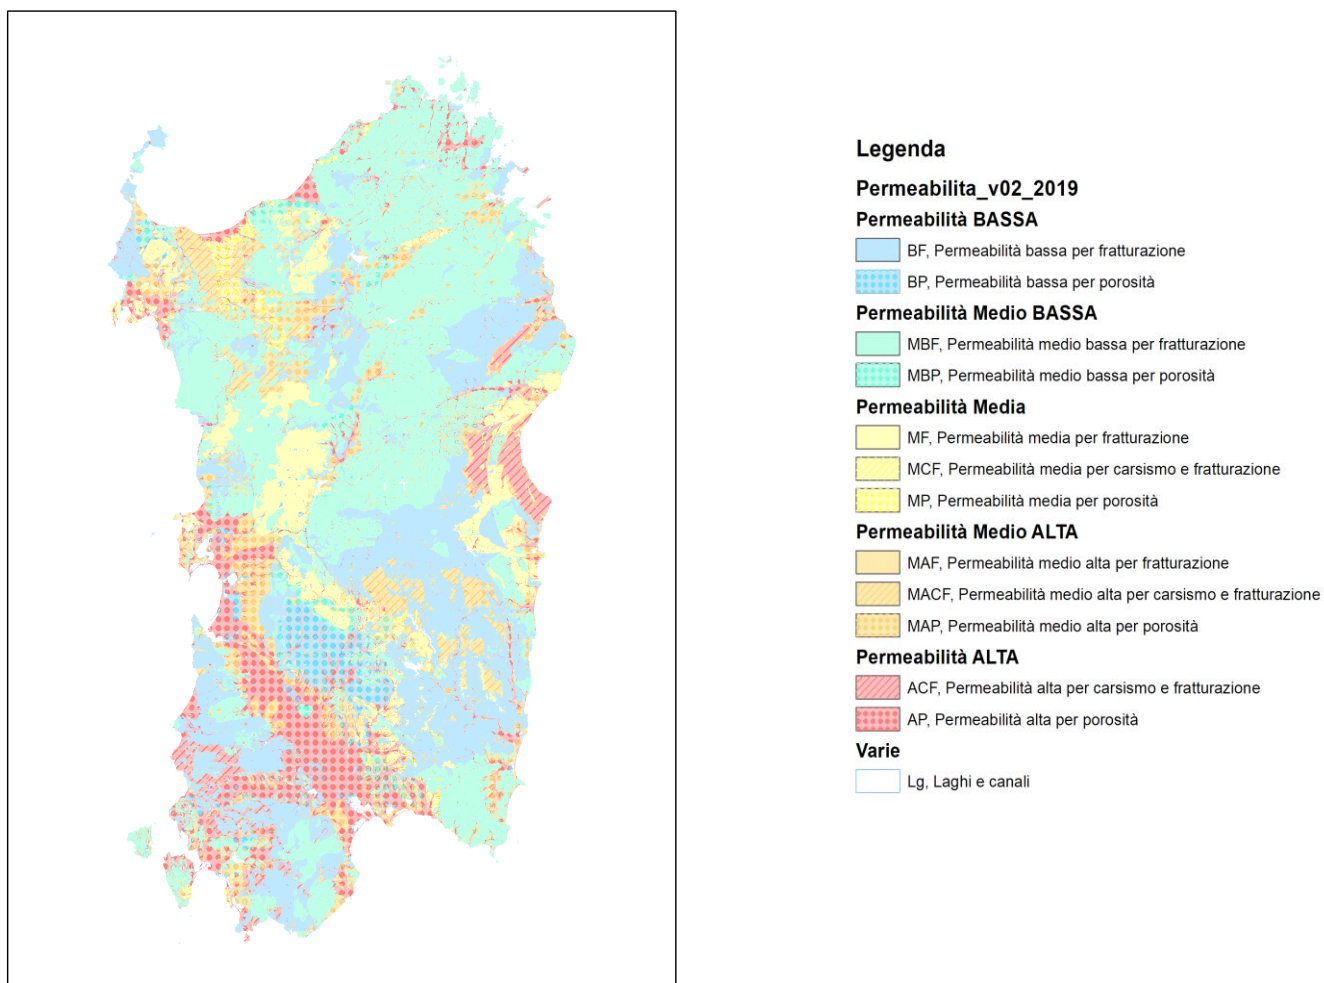 Legenda
Permeabilita_v02_2019
Permeabilità BASSA
BF, Permeabilità bassa per fratturazione
BP, Permeabilità bassa per porosità
Permeabilità Medio BASSA
MBF, Permeabilità medio bassa per fratturazione
MBP, Permeabilità medio bassa per porosità
Permeabilità Media
MF, Permeabilità media per fratturazione
MCF, Permeabilità media per carsismo e fratturazione
MP, Permeabilità media per porosità
Permeabilità Medio ALTA
MAF, Permeabilità medio alta per fratturazione
MACF, Permeabilità medio alta per carsismo e fratturazione
MAP, Permeabilità medio alta per porosità
Permeabilità ALTA
ACF, Permeabilità alta per carsismo e fratturazione
AP, Permeabilità alta per porosità
Varie
Lg, Laghi e canali